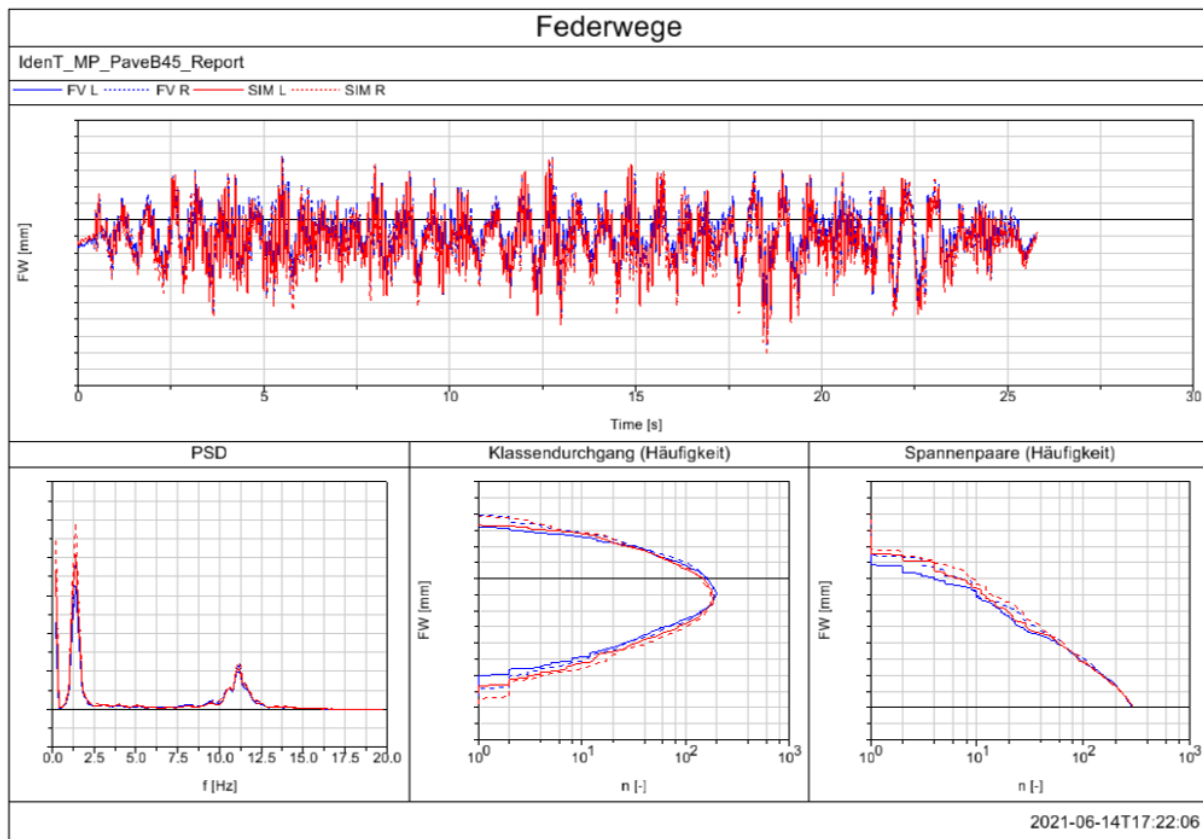 Federwege
IdenT_MP_PaveB45_Report
FV L FV R SIM L SIM R
FW [mm]
0 5 10 15 20 25 30
Time [s]
PSD
0.0 2.5 5.0 7.5 10.0 12.5 15.0 17.5 20.0
f [Hz]
Klassendurchgang (Häufigkeit)
FW [mm]
10⁰ 10¹ 10² 10³
n [-]
Spannenpaare (Häufigkeit)
FW [mm]
10⁰ 10¹ 10² 10³
n [-]
2021-06-14T17:22:06